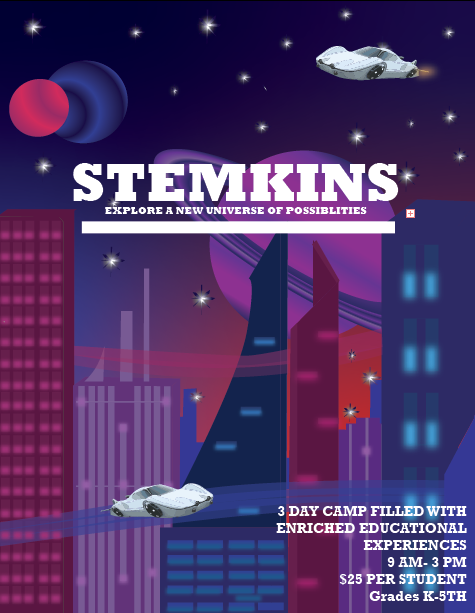 STEMKINS
EXPLORE A NEW UNIVERSE OF POSSIBLITIES
3 DAY CAMP FILLED WITH
ENRICHED EDUCATIONAL
EXPERIENCES
9 AM- 3 PM
$25 PER STUDENT
Grades K-5TH